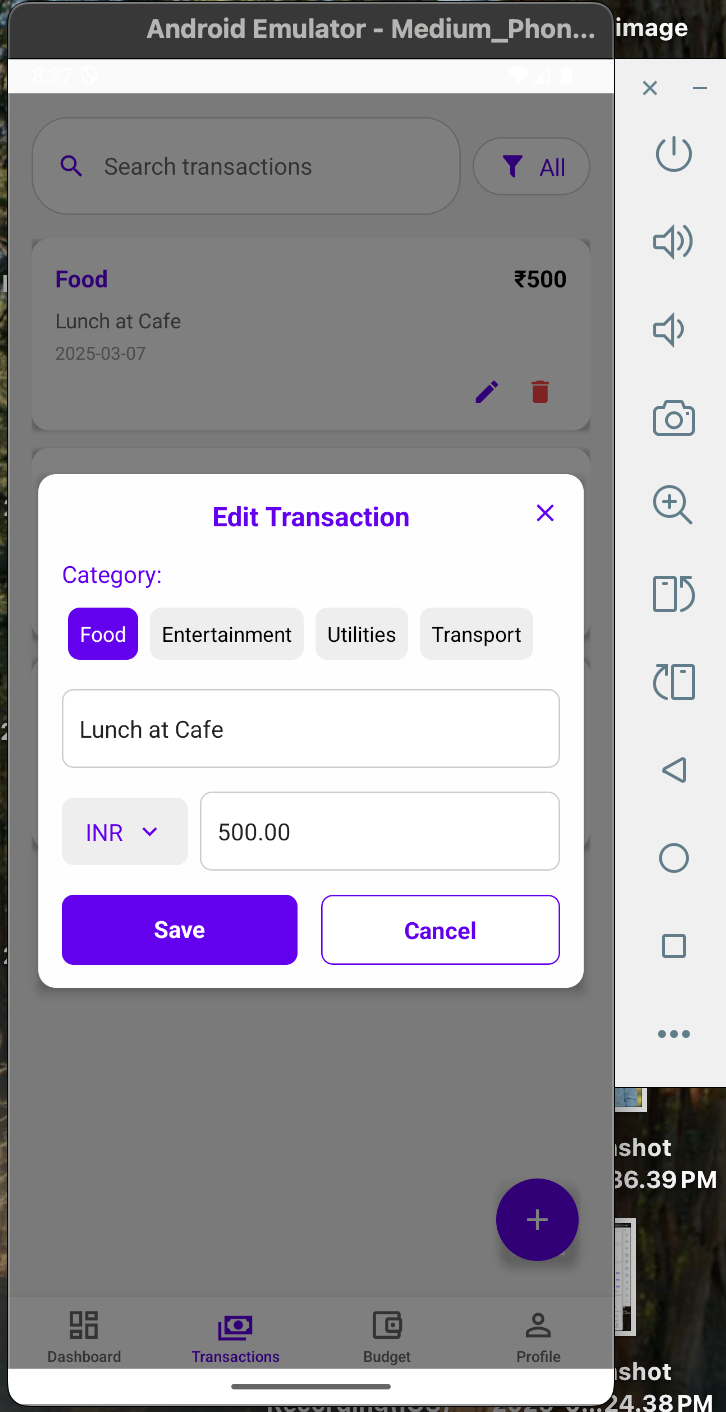 Android Emulator - Medium_Phon...
image
8:27
Search transactions
All
Food
₹500
Lunch at Cafe
2025-03-07
Edit Transaction
Category:
Food
Entertainment
Utilities
Transport
Lunch at Cafe
INR
500.00
Save
Cancel
shot
36.39 PM
Dashboard
Transactions
Budget
Profile
shot
24.38 PM